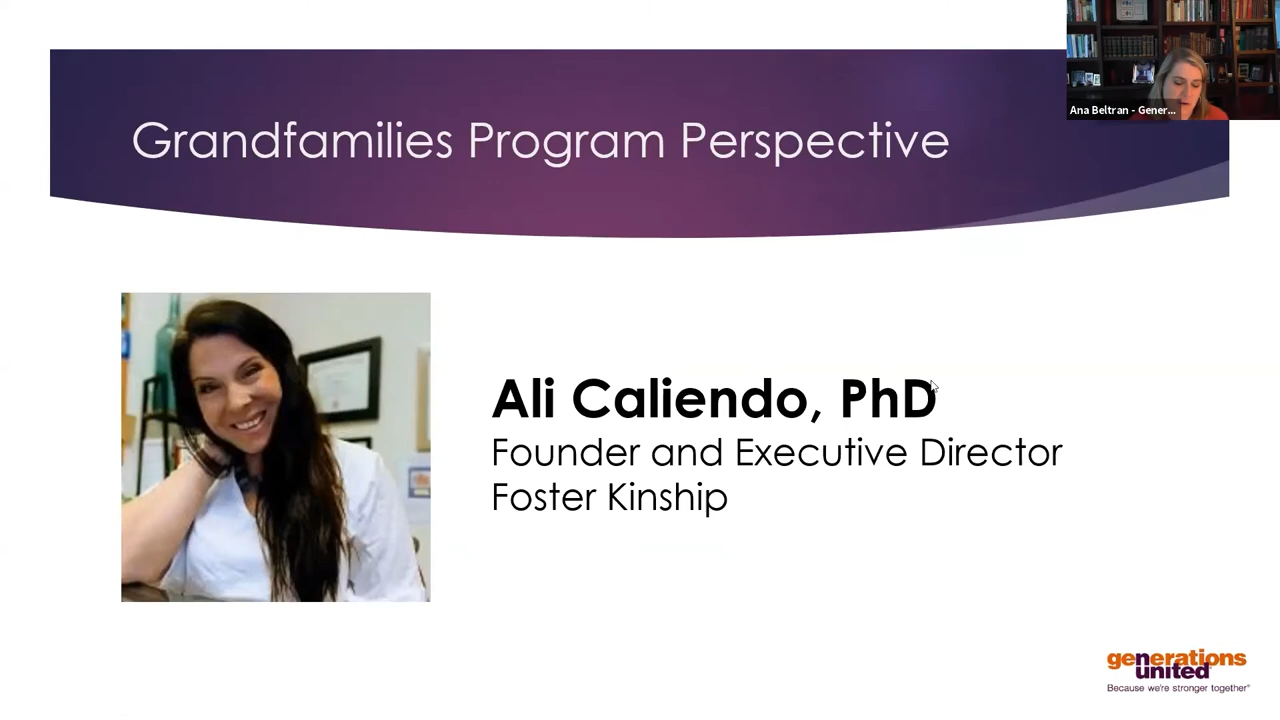 Ana Beltran - Gener...
Grandfamilies Program Perspective
Ali Caliendo, PhD
Founder and Executive Director
Foster Kinship
generations
united
Because we're stronger together®